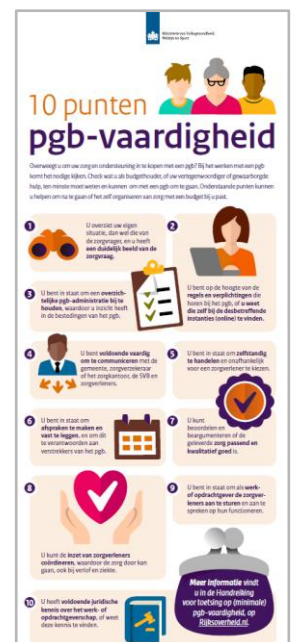 Ministerie van Volksgezondheid,
Welzijn en Sport
10 punten
pgb-vaardigheid
Overweegt u om uw zorg en ondersteuning in te kopen met een pgb? Bij het werken met een pgb
komt het nodige kijken. Check wat u als budgethouder, of uw vertegenwoordiger of gewaarborgde
hulp, ten minste moet weten en kunnen om met een pgb om te gaan. Onderstaande punten kunnen
u helpen om na te gaan of het zelf organiseren van zorg met een budget bij u past.
1
U overziet uw eigen
situatie, dan wel die van
de zorgvrager, en u heeft
een duidelijk beeld van de
zorgvraag.
2
U bent op de hoogte van de
regels en verplichtingen die
horen bij het pgb, of u weet
die zelf bij de desbetreffende
instanties (online) te vinden.
3
U bent in staat om een overzich-
telijke pgb-administratie bij te
houden, waardoor u inzicht heeft
in de bestedingen van het pgb.
4
U bent voldoende vaardig
om te communiceren met de
gemeente, zorgverzekeraar
of het zorgkantoor, de SVB en
zorgverleners.
5
U bent in staat om zelfstandig
te handelen en onafhankelijk
voor een zorgverlener te kiezen.
6
U bent in staat om
afspraken te maken en
vast te leggen, en om dit
te verantwoorden aan
verstrekkers van het pgb.
7
U kunt
beoordelen en
beargumenteren of de
geleverde zorg passend en
kwalitatief goed is.
8
U kunt de inzet van zorgverleners
coördineren, waardoor de zorg door kan
gaan, ook bij verlof en ziekte.
9
U bent in staat om als werk-
of opdrachtgever de zorgver-
leners aan te sturen en aan te
spreken op hun functioneren.
10
U heeft voldoende juridische
kennis over het werk- of
opdrachtgeverschap, of weet
deze kennis te vinden.
Meer informatie vindt
u in de Handreiking
voor toetsing op (minimale)
pgb-vaardigheid, op
Rijksoverheid.nl.